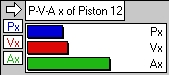 P-V-A x of Piston 12
Px Px
Vx Vx
Ax Ax